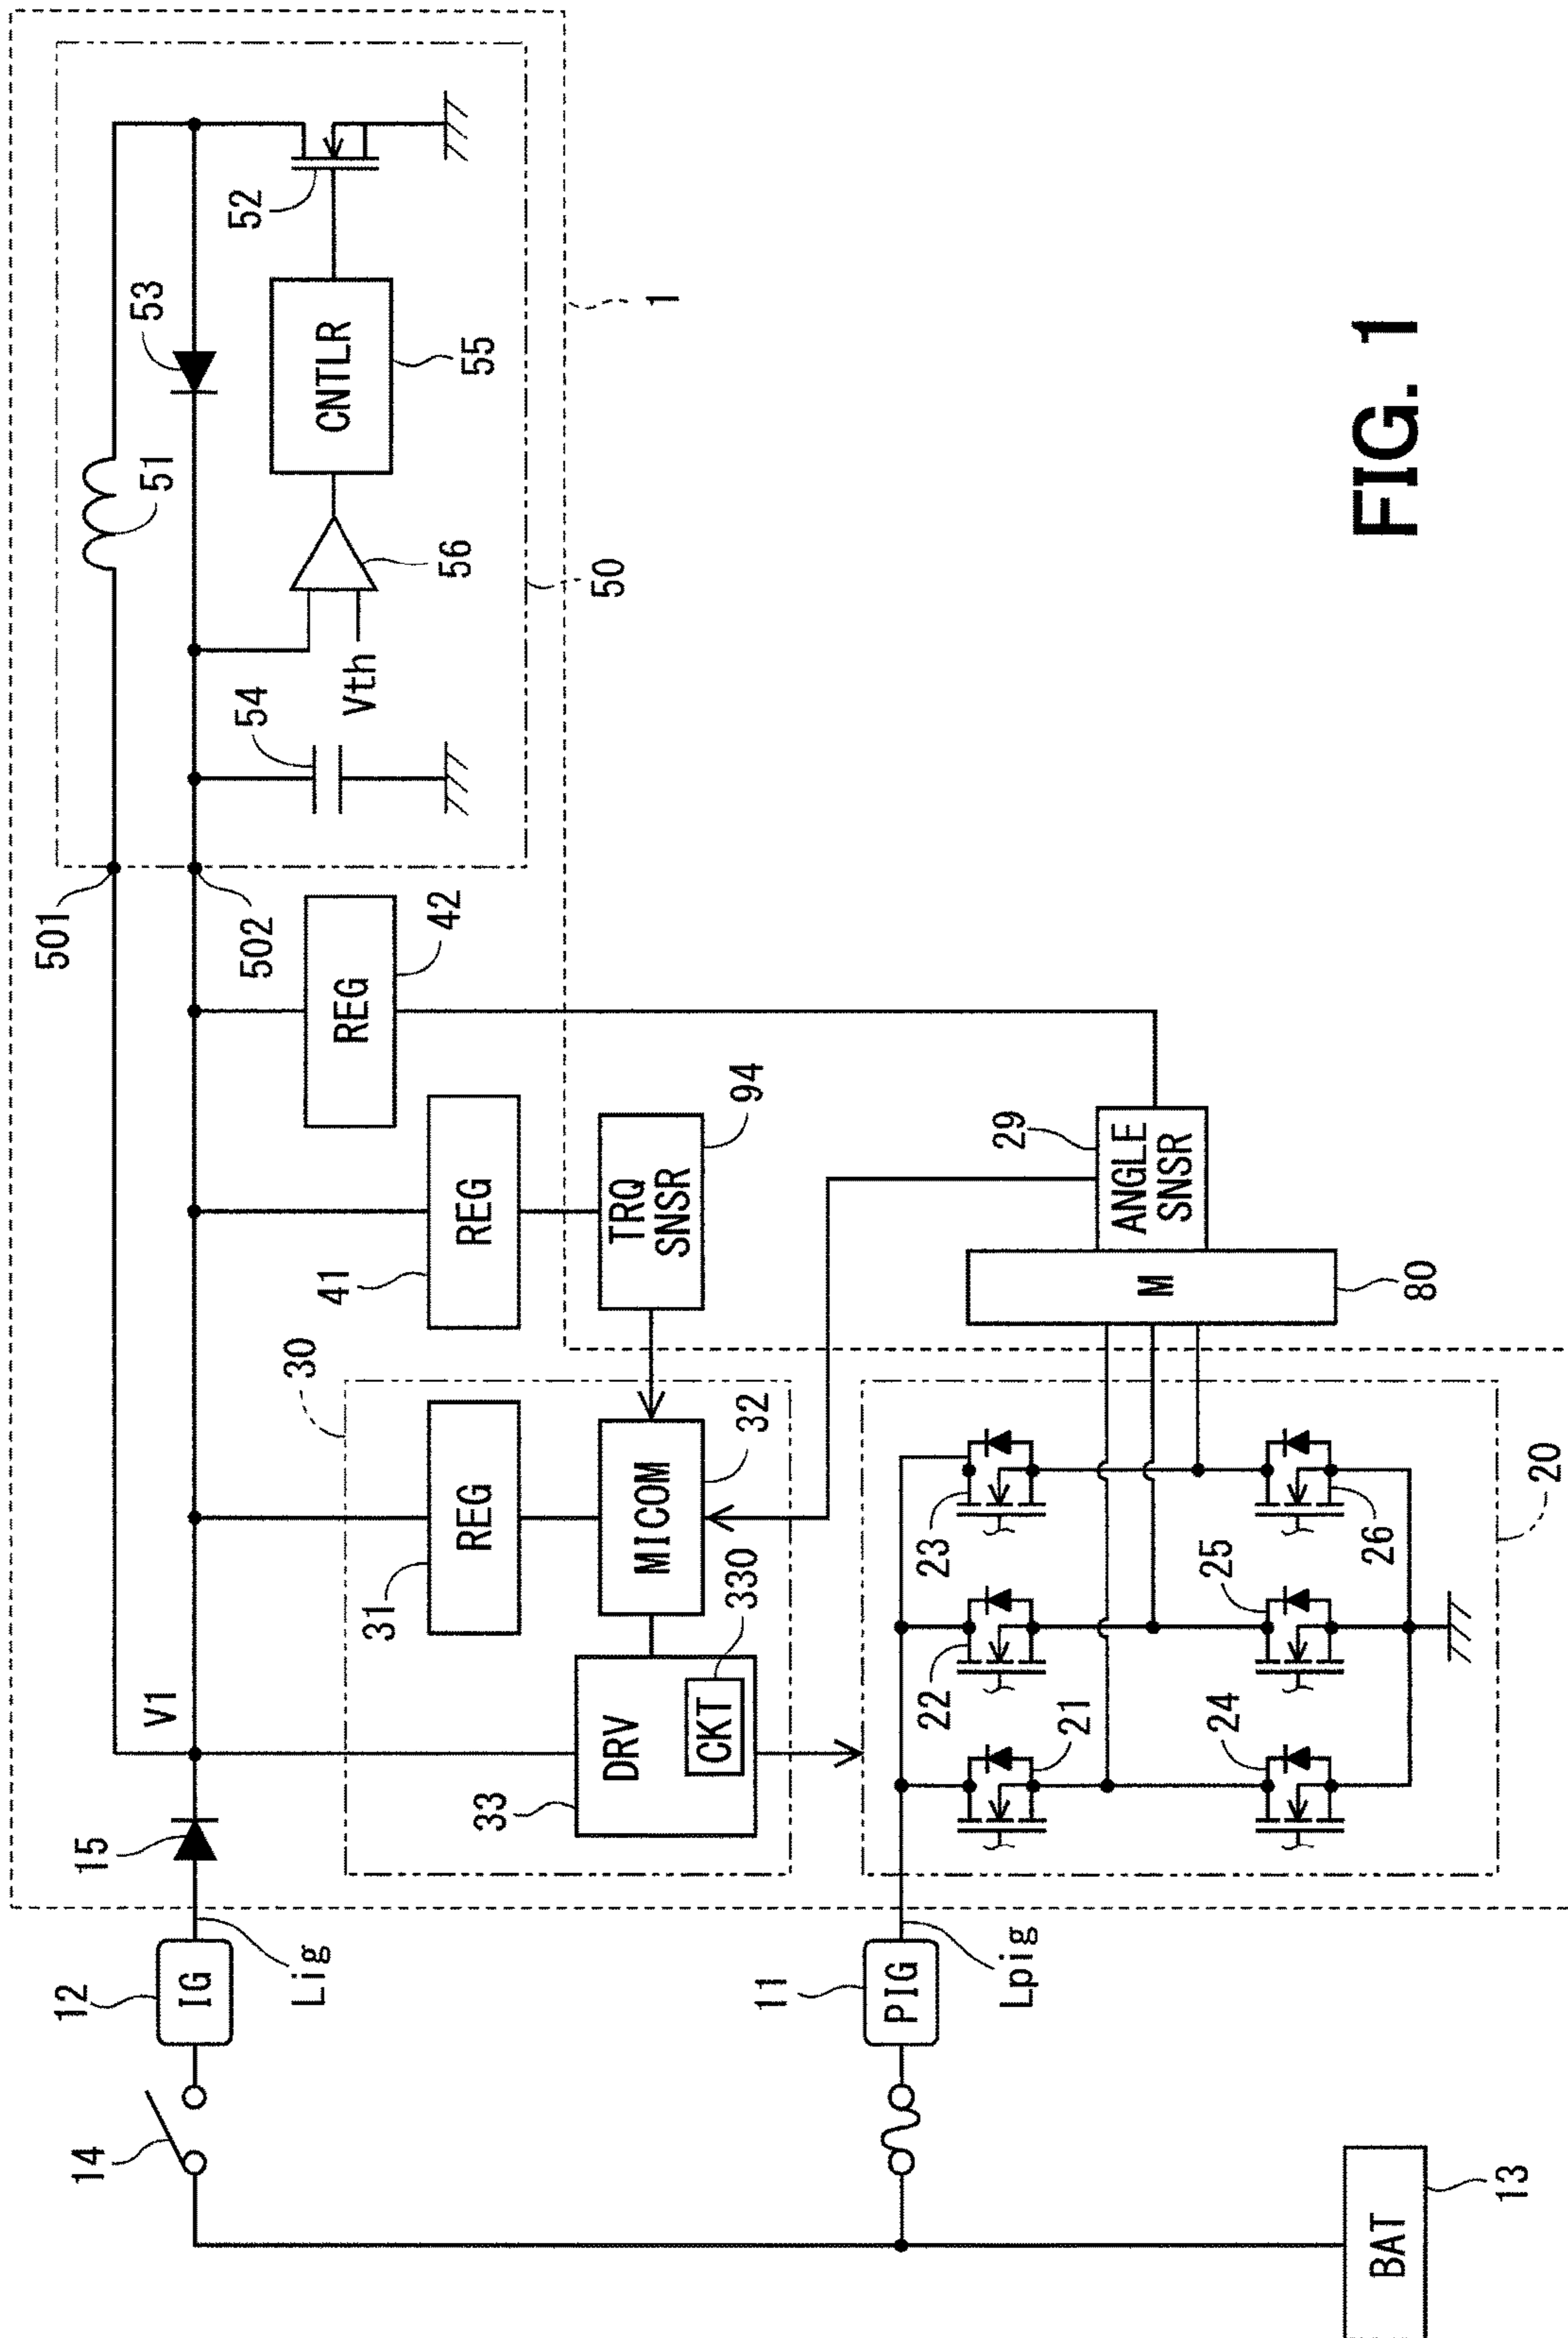 FIG. 1
BAT
13
14
IG
12
Lig
15
V1
PIG
11
Lpig
1
30
DRV
33
CKT
330
REG
31
MICOM
32
REG
41
TRQ
SNSR
94
REG
42
501
502
50
51
52
53
54
CNTLR
55
56
Vth
20
21
22
23
24
25
26
M
80
ANGLE
SNSR
29